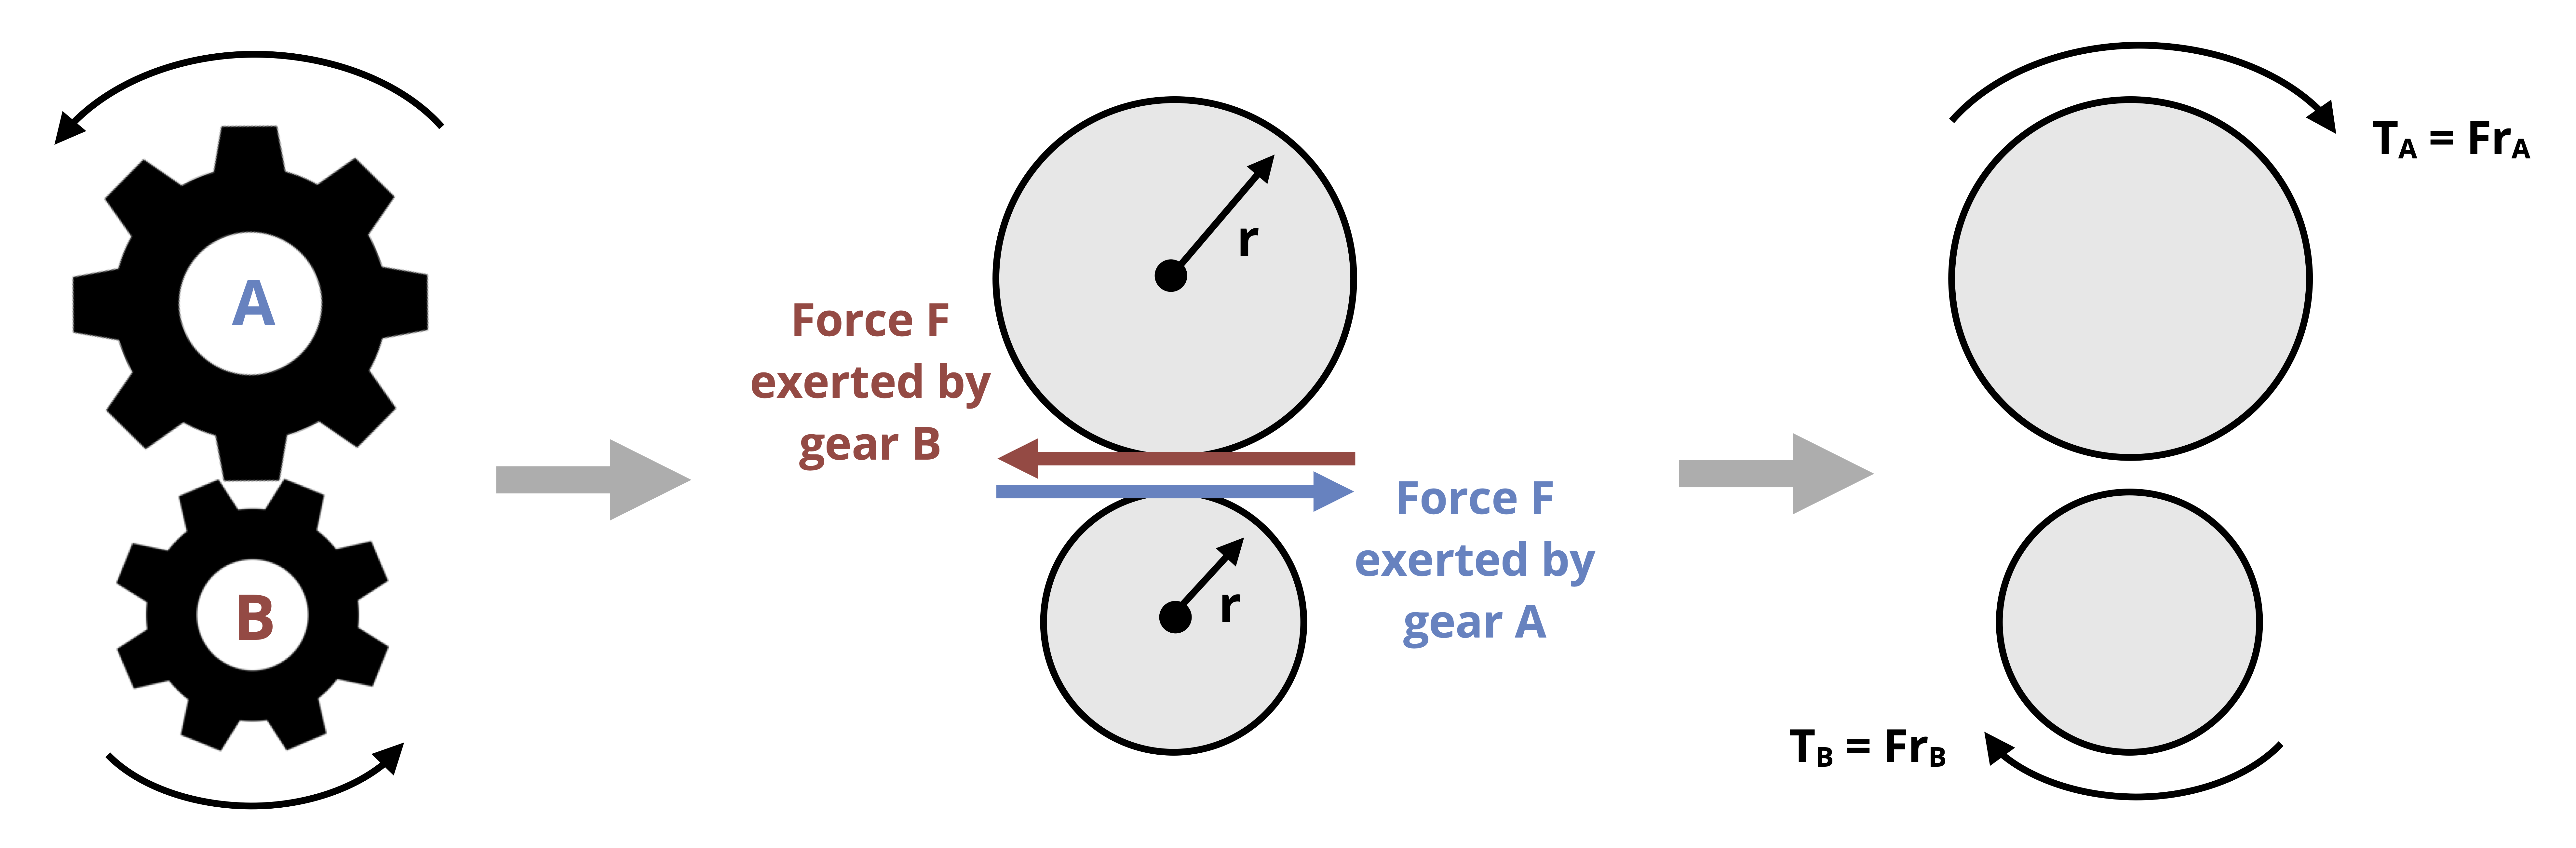 A
B
Force F
exerted by
gear B
r
r
Force F
exerted by
gear A
T_A = Fr_A
T_B = Fr_B